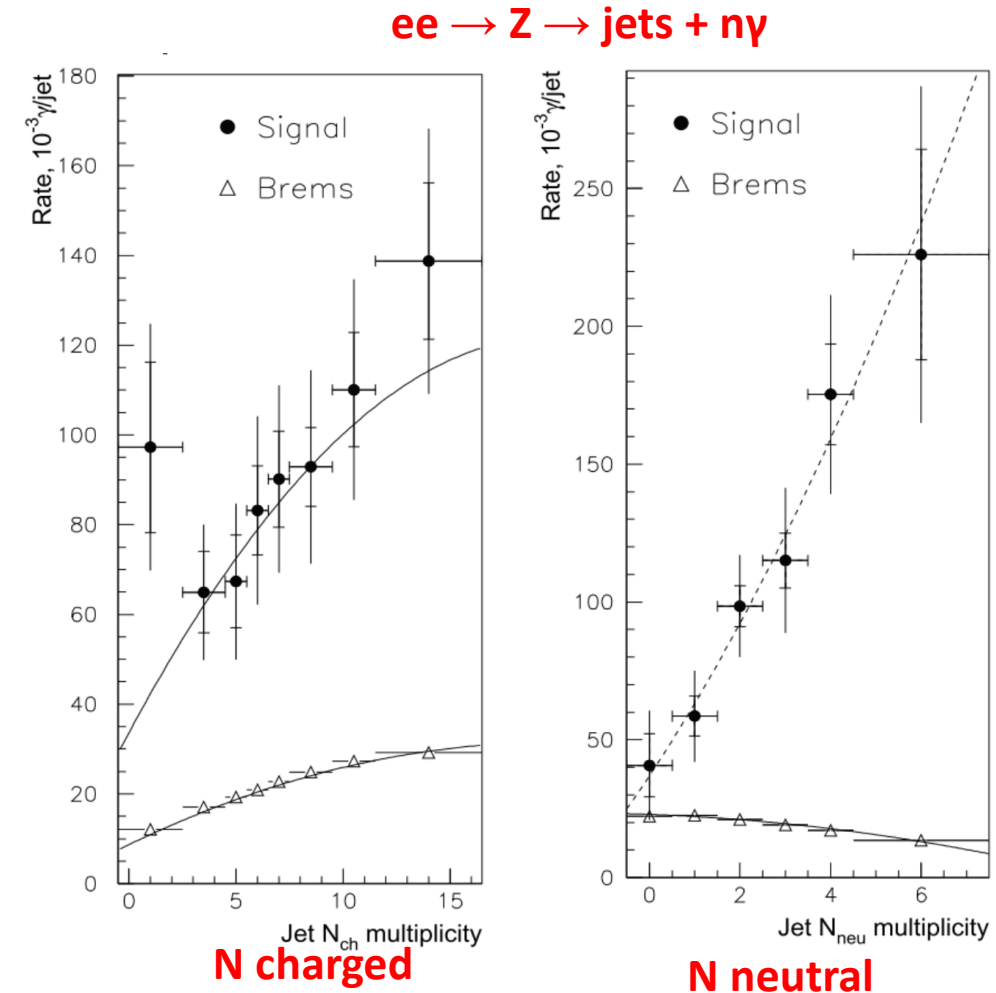 ee → Z → jets + nγ
Rate, 10⁻³γ/jet
180
160
140
120
100
80
60
40
20
0
Signal
Brems
0 5 10 15
Jet N_ch multiplicity
N charged
Rate, 10⁻³γ/jet
250
200
150
100
50
0
Signal
Brems
0 2 4 6
Jet N_neu multiplicity
N neutral